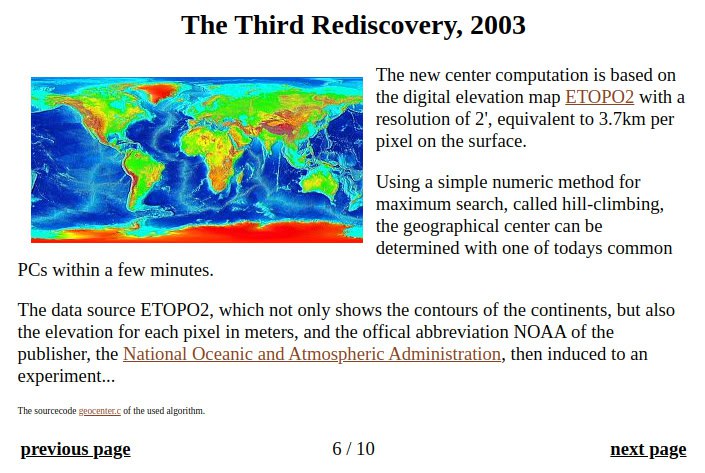 The Third Rediscovery, 2003
The new center computation is based on
the digital elevation map ETOPO2 with a
resolution of 2', equivalent to 3.7km per
pixel on the surface.
Using a simple numeric method for
maximum search, called hill-climbing,
the geographical center can be
determined with one of todays common
PCs within a few minutes.
The data source ETOPO2, which not only shows the contours of the continents, but also
the elevation for each pixel in meters, and the offical abbreviation NOAA of the
publisher, the National Oceanic and Atmospheric Administration, then induced to an
experiment...
The sourcecode geocenter.c of the used algorithm.
previous page 6 / 10 next page